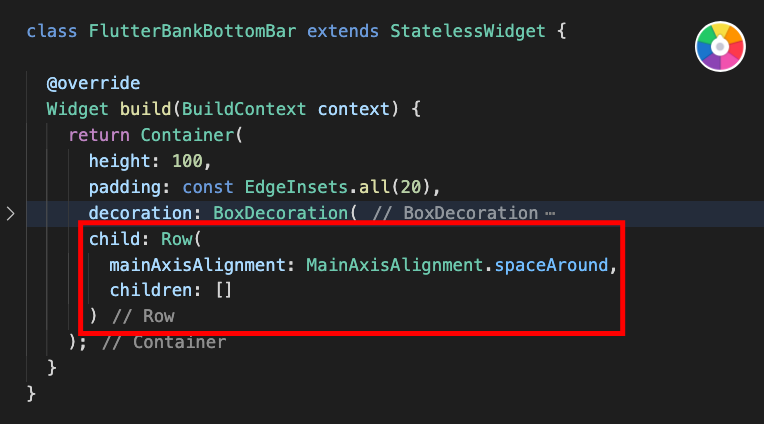 class FlutterBankBottomBar extends StatelessWidget {
@override
Widget build(BuildContext context) {
return Container(
height: 100,
padding: const EdgeInsets.all(20),
decoration: BoxDecoration( // BoxDecoration ⋯
child: Row(
mainAxisAlignment: MainAxisAlignment.spaceAround,
children: []
) // Row
); // Container
}
}